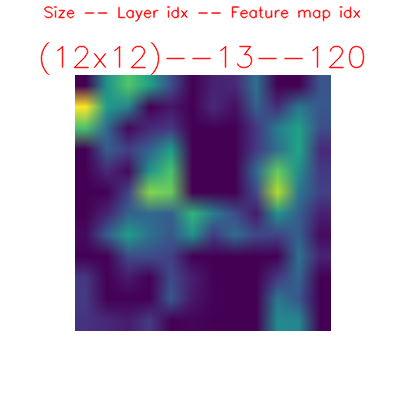 Size -- Layer idx -- Feature map idx
(12x12)--13--120